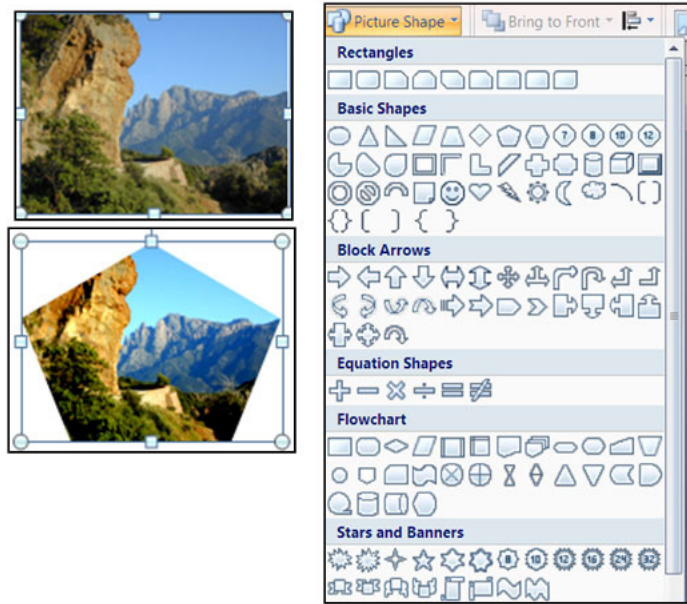 Picture Shape Bring to Front
Rectangles
Basic Shapes
7 8 10 12
Block Arrows
Equation Shapes
Flowchart
Stars and Banners
8 10 12 16 24 32